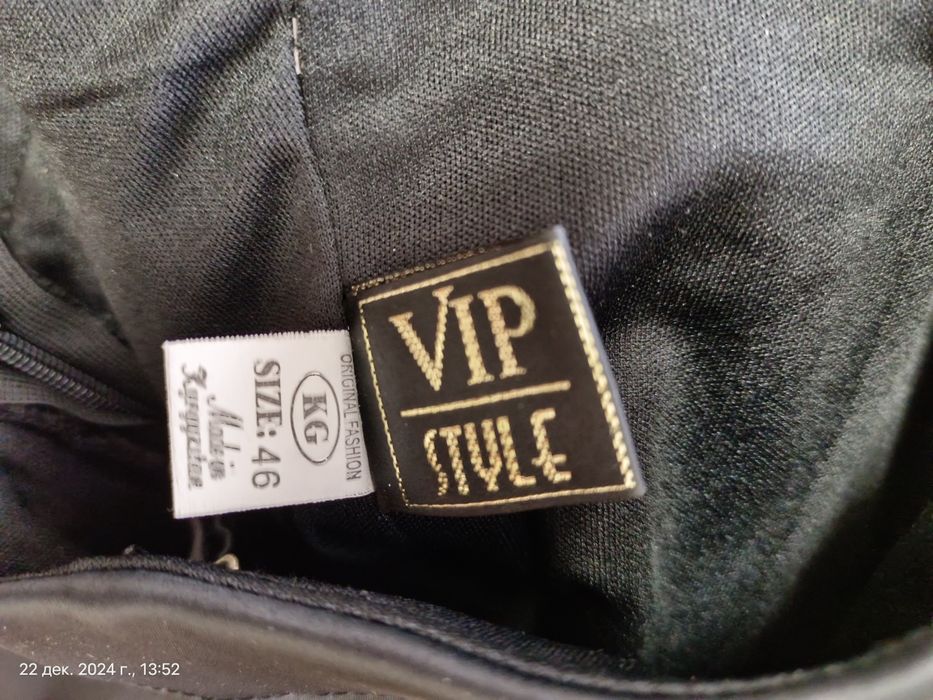 VIP
STYLE
ORIGINAL FASHION
KG
SIZE: 46
Made in
Kyrgyzstan
22 дек. 2024 г., 13:52